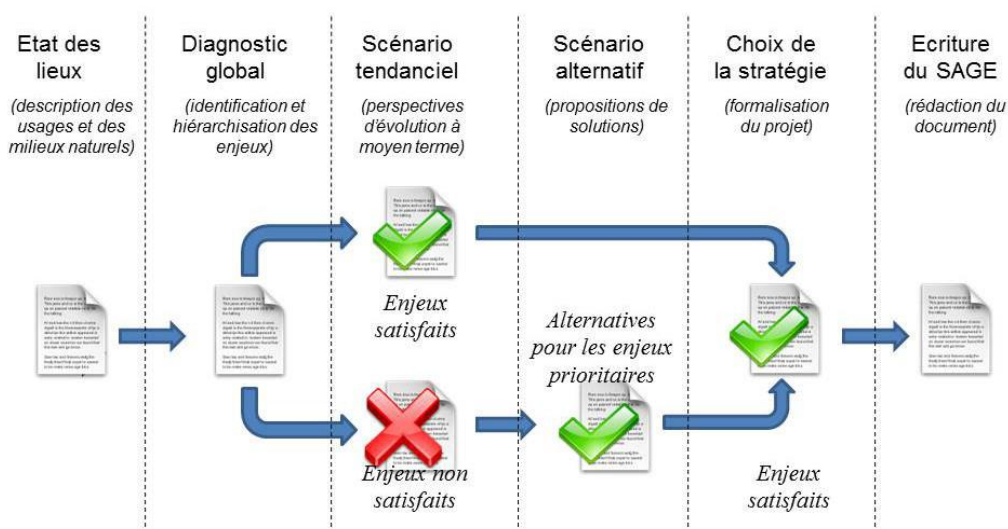 Etat des
lieux
(description des
usages et des
milieux naturels)
Diagnostic
global
(identification et
hiérarchisation des
enjeux)
Scénario
tendanciel
(perspectives
d'évolution à
moyen terme)
Scénario
alternatif
(propositions de
solutions)
Choix de
la stratégie
(formalisation
du projet)
Ecriture
du SAGE
(rédaction du
document)
Enjeux
satisfaits
Enjeux non
satisfaits
Alternatives
pour les enjeux
prioritaires
Enjeux
satisfaits